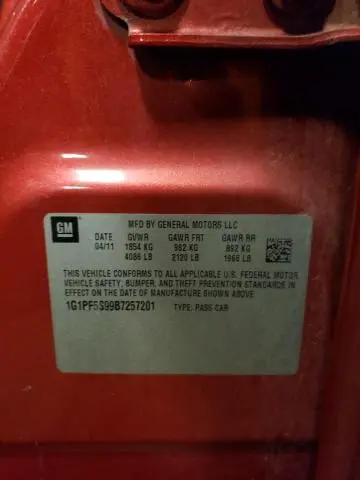 GM
MFD BY GENERAL MOTORS LLC
DATE GVWR GAWR FRT GAWR RR
04/11 1854 KG 962 KG 892 KG
4086 LB 2120 LB 1966 LB
THIS VEHICLE CONFORMS TO ALL APPLICABLE U.S. FEDERAL MOTOR
VEHICLE SAFETY, BUMPER, AND THEFT PREVENTION STANDARDS IN
EFFECT ON THE DATE OF MANUFACTURE SHOWN ABOVE.
1G1PF5S99B7257201 TYPE: PASS CAR